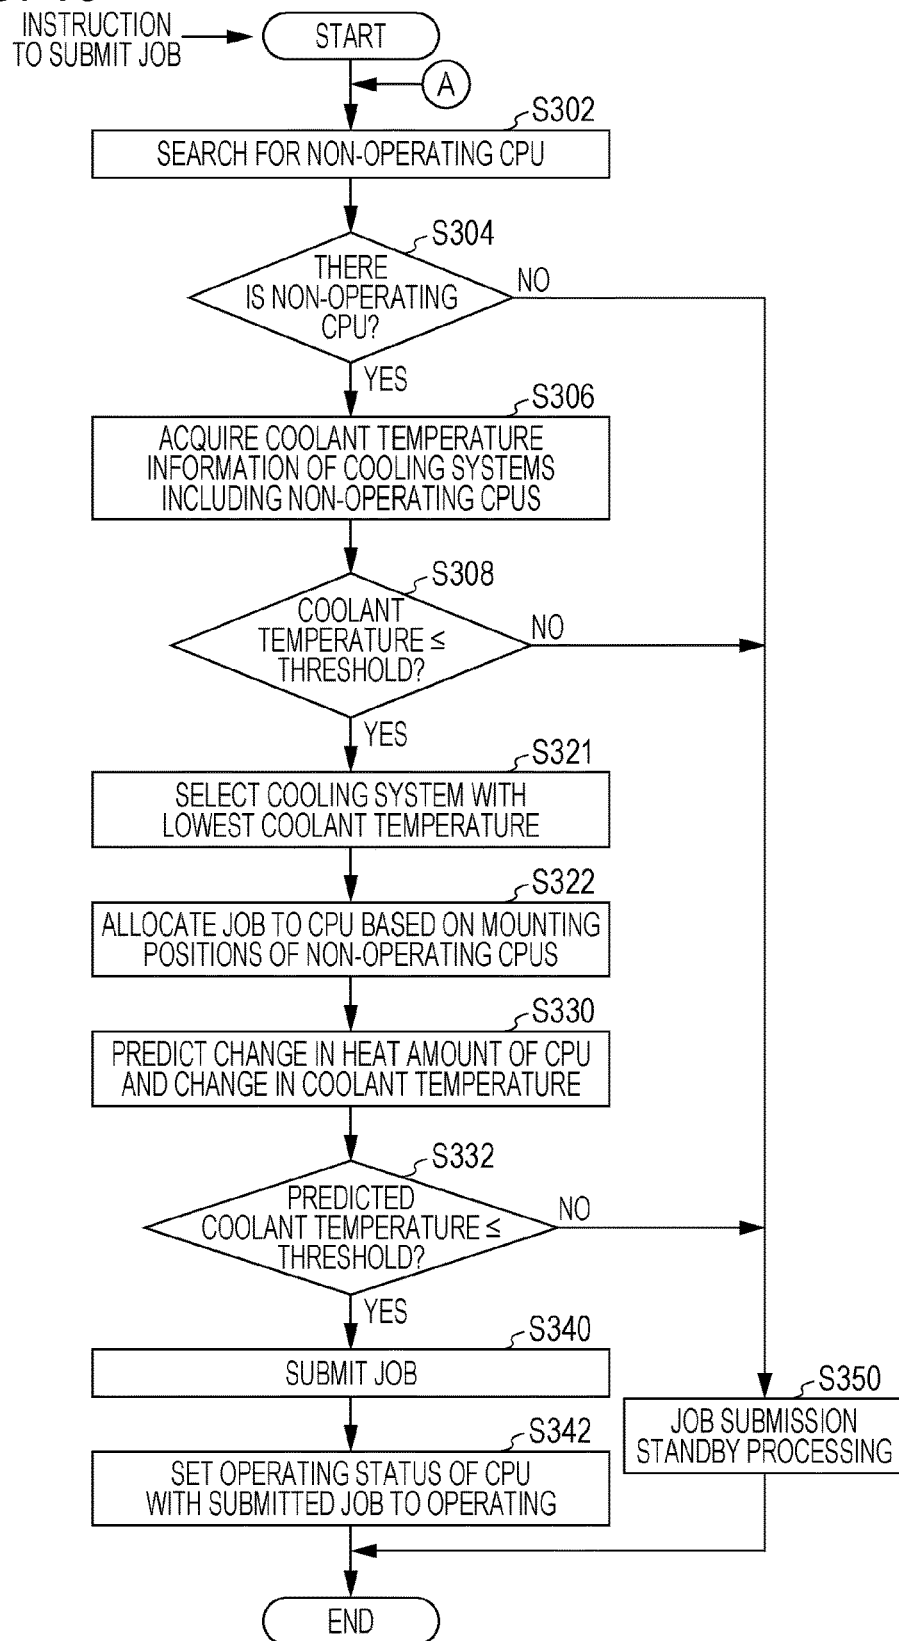 INSTRUCTION
TO SUBMIT JOB
START
A
S302
SEARCH FOR NON-OPERATING CPU
S304
THERE
IS NON-OPERATING
CPU?
NO
YES
S306
ACQUIRE COOLANT TEMPERATURE
INFORMATION OF COOLING SYSTEMS
INCLUDING NON-OPERATING CPUS
S308
COOLANT
TEMPERATURE ≤
THRESHOLD?
NO
YES
S321
SELECT COOLING SYSTEM WITH
LOWEST COOLANT TEMPERATURE
S322
ALLOCATE JOB TO CPU BASED ON MOUNTING
POSITIONS OF NON-OPERATING CPUS
S330
PREDICT CHANGE IN HEAT AMOUNT OF CPU
AND CHANGE IN COOLANT TEMPERATURE
S332
PREDICTED
COOLANT TEMPERATURE ≤
THRESHOLD?
NO
YES
S340
SUBMIT JOB
S350
JOB SUBMISSION
STANDBY PROCESSING
S342
SET OPERATING STATUS OF CPU
WITH SUBMITTED JOB TO OPERATING
END